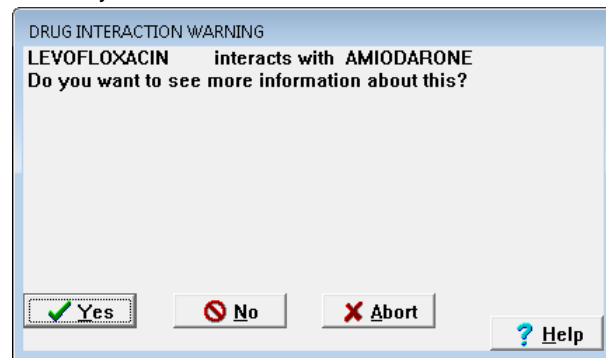 DRUG INTERACTION WARNING
LEVOFLOXACIN interacts with AMIODARONE
Do you want to see more information about this?
Yes No Abort
? Help